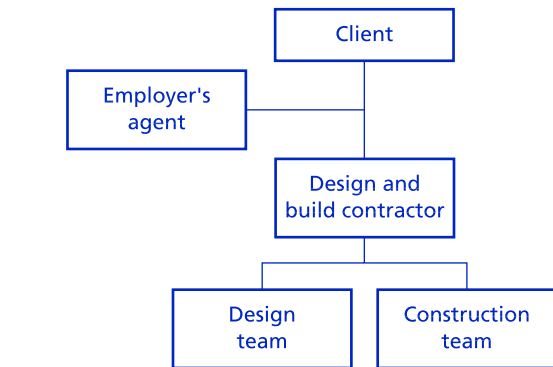 Client
Employer's
agent
Design and
build contractor
Design
team
Construction
team